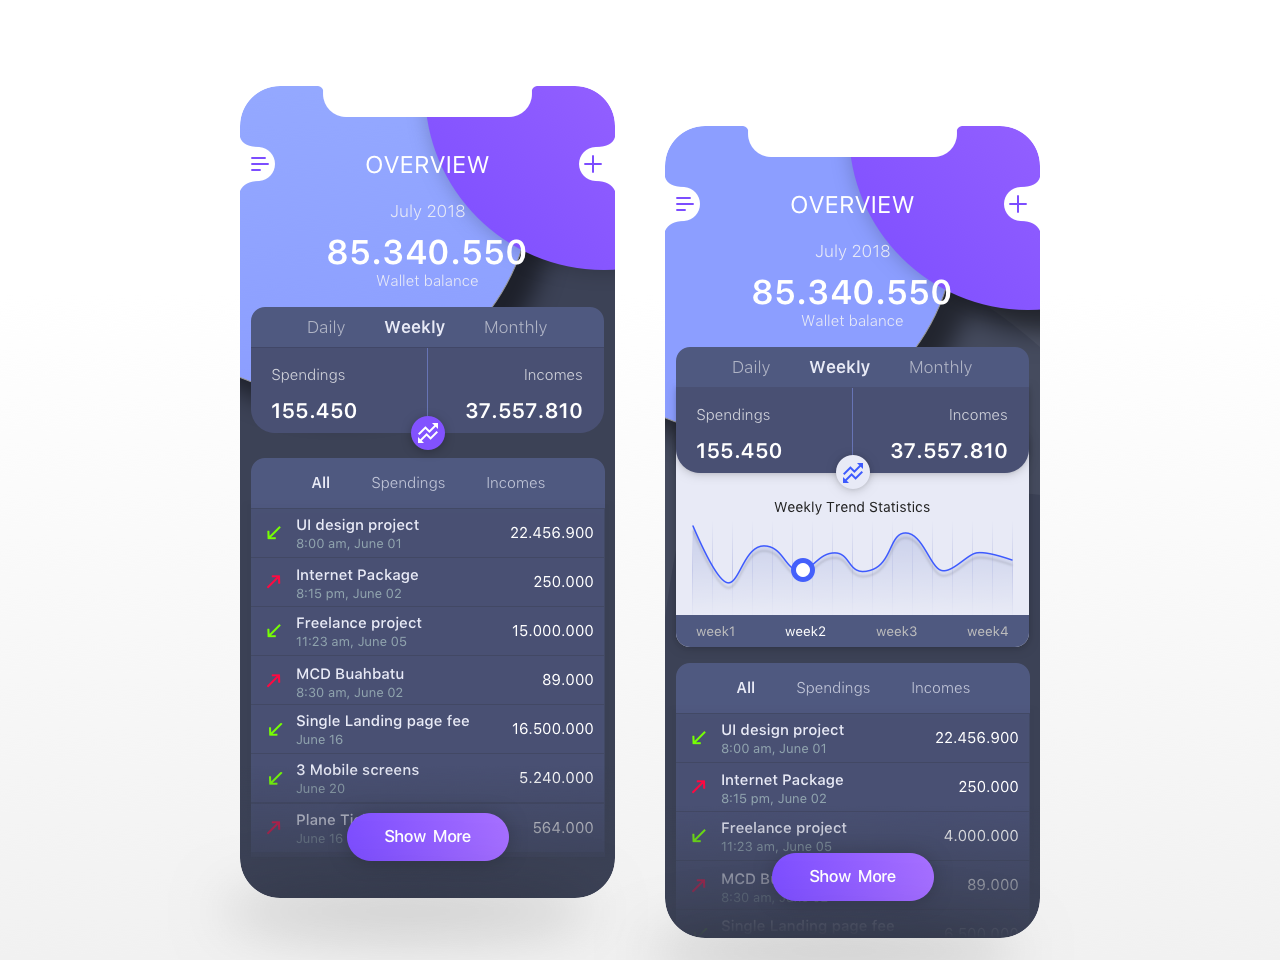 OVERVIEW
July 2018
85.340.550
Wallet balance
Daily Weekly Monthly
Spendings Incomes
155.450 37.557.810
All Spendings Incomes
UI design project 22.456.900
8:00 am, June 01
Internet Package 250.000
8:15 pm, June 02
Freelance project 15.000.000
11:23 am, June 05
MCD Buahbatu 89.000
8:30 am, June 02
Single Landing page fee 16.500.000
June 16
3 Mobile screens 5.240.000
June 20
Plane 564.000
June 16
Show More
OVERVIEW
July 2018
85.340.550
Wallet balance
Daily Weekly Monthly
Spendings Incomes
155.450 37.557.810
Weekly Trend Statistics
week1 week2 week3 week4
All Spendings Incomes
UI design project 22.456.900
8:00 am, June 01
Internet Package 250.000
8:15 pm, June 02
Freelance project 4.000.000
11:23 am, June 05
MCD 89.000
8:30 am,
Show More
Single Landing page fee